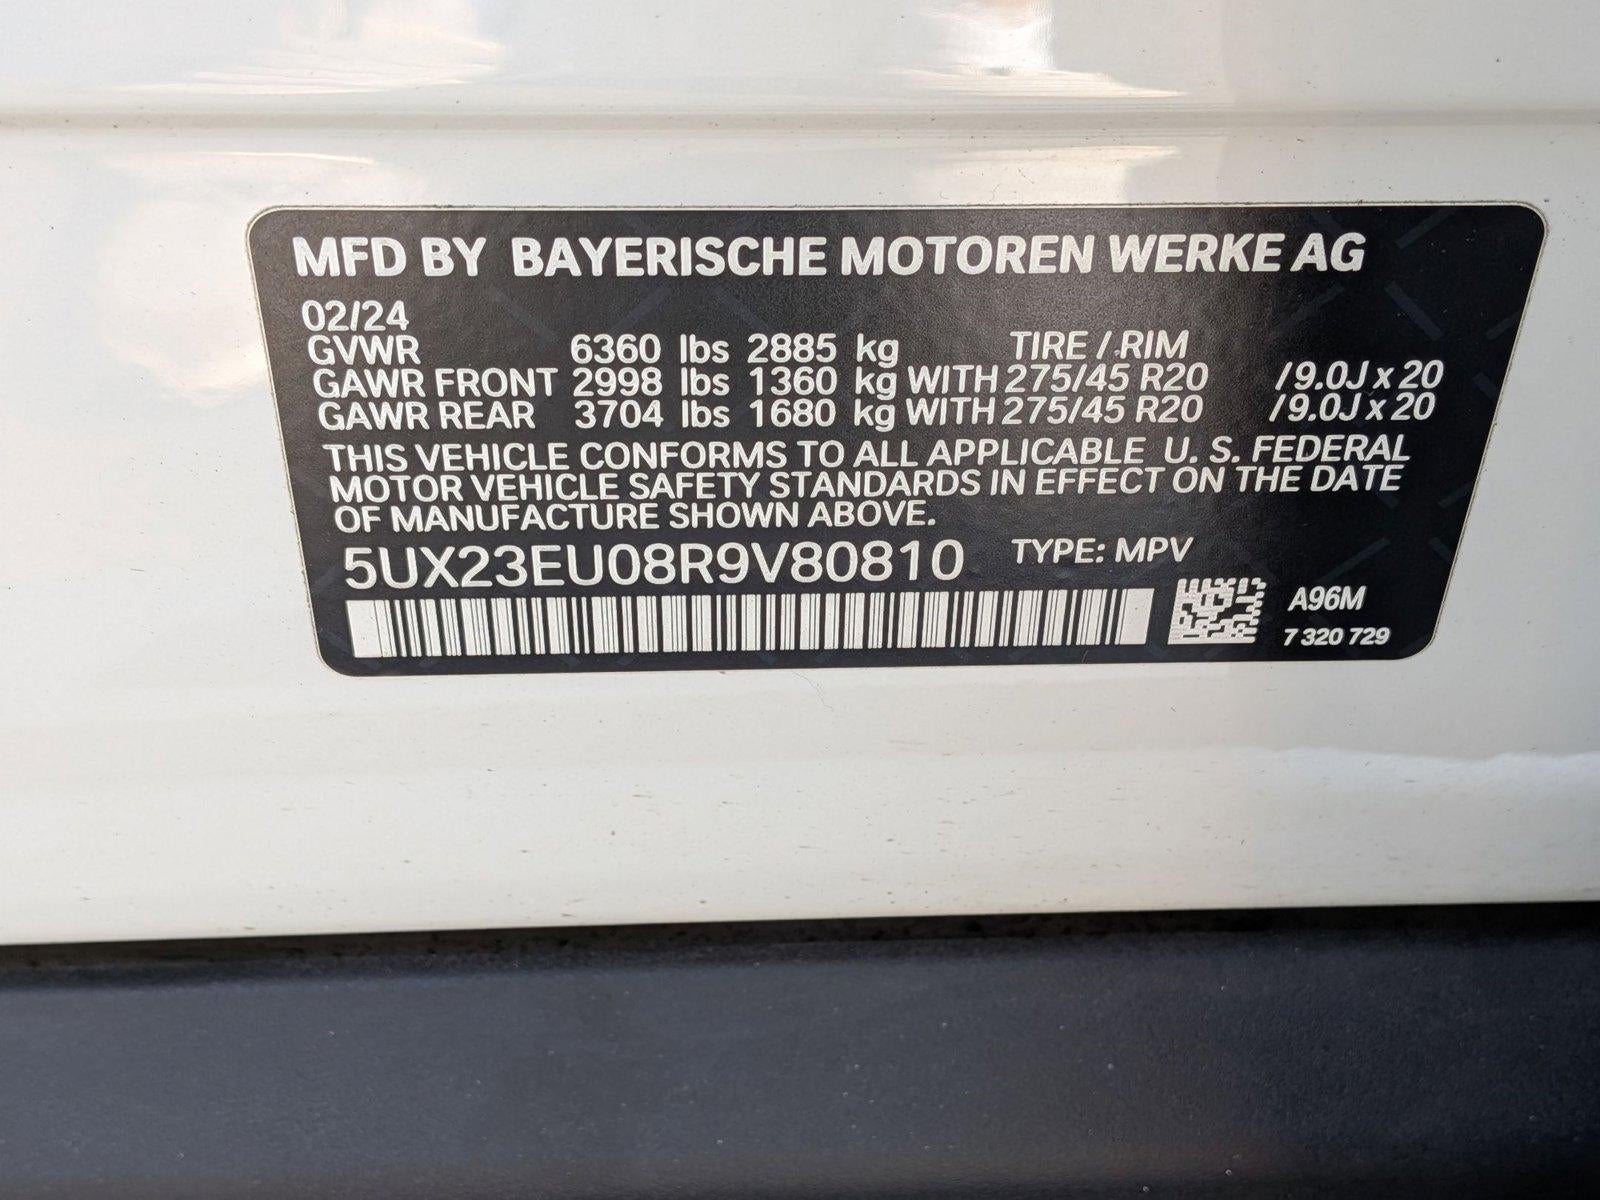 MFD BY BAYERISCHE MOTOREN WERKE AG
02/24
GVWR 6360 lbs 2885 kg TIRE / RIM
GAWR FRONT 2998 lbs 1360 kg WITH 275/45 R20 / 9.0J x 20
GAWR REAR 3704 lbs 1680 kg WITH 275/45 R20 / 9.0J x 20
THIS VEHICLE CONFORMS TO ALL APPLICABLE U. S. FEDERAL
MOTOR VEHICLE SAFETY STANDARDS IN EFFECT ON THE DATE
OF MANUFACTURE SHOWN ABOVE.
5UX23EU08R9V80810 TYPE: MPV
A96M
7 320 729